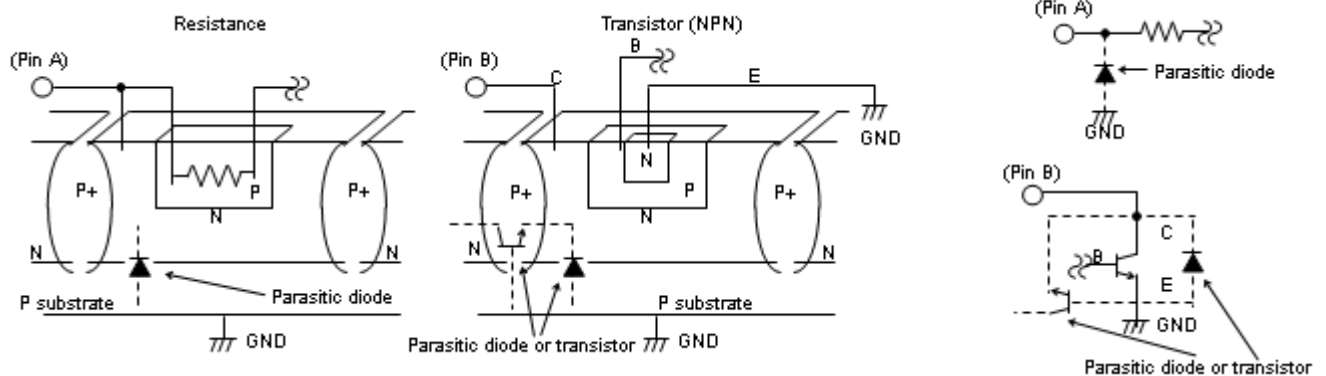 Resistance
(Pin A)
P+
P
N
P+
N
N
Parasitic diode
P substrate
GND
Transistor (NPN)
(Pin B)
B
C
E
GND
P+
N
P
N
P+
N
N
P substrate
Parasitic diode or transistor
GND
(Pin A)
Parasitic diode
GND
(Pin B)
C
B
E
GND
Parasitic diode or transistor